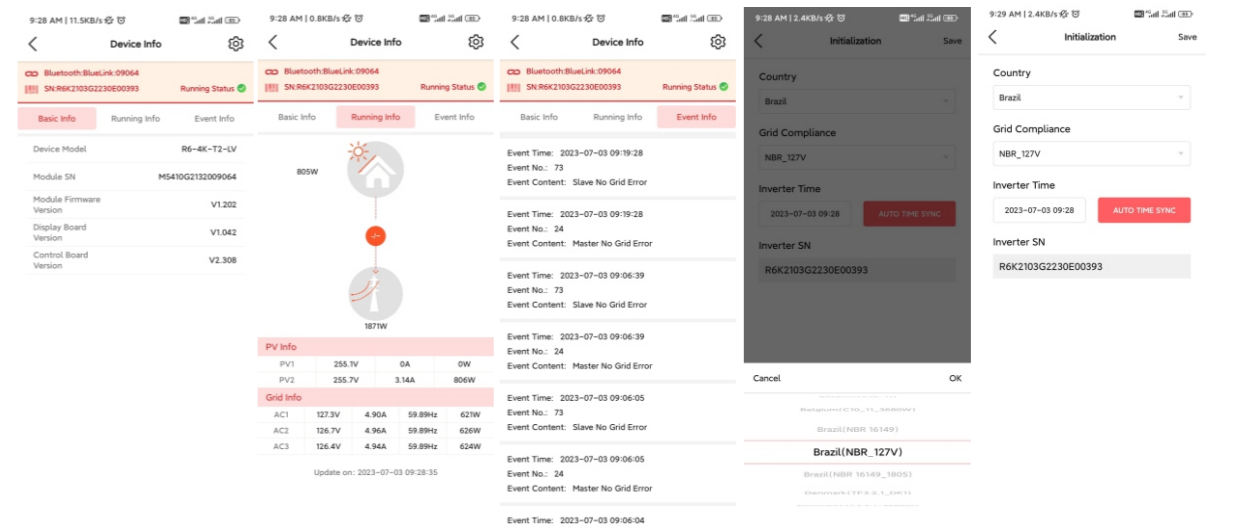 9:28 AM | 11.5KB/s
Device Info
Bluetooth:BlueLink:09064
SN:R6K2103G2230E00393 Running Status
Basic Info Running Info Event Info
Device Model R6-4K-T2-LV
Module SN M5410G2132009064
Module Firmware Version V1.202
Display Board Version V1.042
Control Board Version V2.308
9:28 AM | 0.8KB/s
Device Info
Bluetooth:BlueLink:09064
SN:R6K2103G2230E00393 Running Status
Basic Info Running Info Event Info
805W
1871W
PV Info
PV1 255.1V 0A 0W
PV2 255.7V 3.14A 806W
Grid Info
AC1 127.3V 4.90A 59.89Hz 621W
AC2 126.7V 4.96A 59.89Hz 626W
AC3 126.4V 4.94A 59.89Hz 624W
Update on: 2023-07-03 09:28:35
9:28 AM | 0.8KB/s
Device Info
Bluetooth:BlueLink:09064
SN:R6K2103G2230E00393 Running Status
Basic Info Running Info Event Info
Event Time: 2023-07-03 09:19:28
Event No.: 73
Event Content: Slave No Grid Error
Event Time: 2023-07-03 09:19:28
Event No.: 24
Event Content: Master No Grid Error
Event Time: 2023-07-03 09:06:39
Event No.: 73
Event Content: Slave No Grid Error
Event Time: 2023-07-03 09:06:39
Event No.: 24
Event Content: Master No Grid Error
Event Time: 2023-07-03 09:06:05
Event No.: 73
Event Content: Slave No Grid Error
Event Time: 2023-07-03 09:06:05
Event No.: 24
Event Content: Master No Grid Error
Event Time: 2023-07-03 09:06:04
9:28 AM | 2.4KB/s
Initialization Save
Country
Brazil
Grid Compliance
NBR_127V
Inverter Time
2023-07-03 09:28 AUTO TIME SYNC
Inverter SN
R6K2103G2230E00393
Cancel OK
Brazil(NBR 16149)
Brazil(NBR_127V)
Brazil(NBR 16149_180S)
9:29 AM | 2.4KB/s
Initialization Save
Country
Brazil
Grid Compliance
NBR_127V
Inverter Time
2023-07-03 09:28 AUTO TIME SYNC
Inverter SN
R6K2103G2230E00393